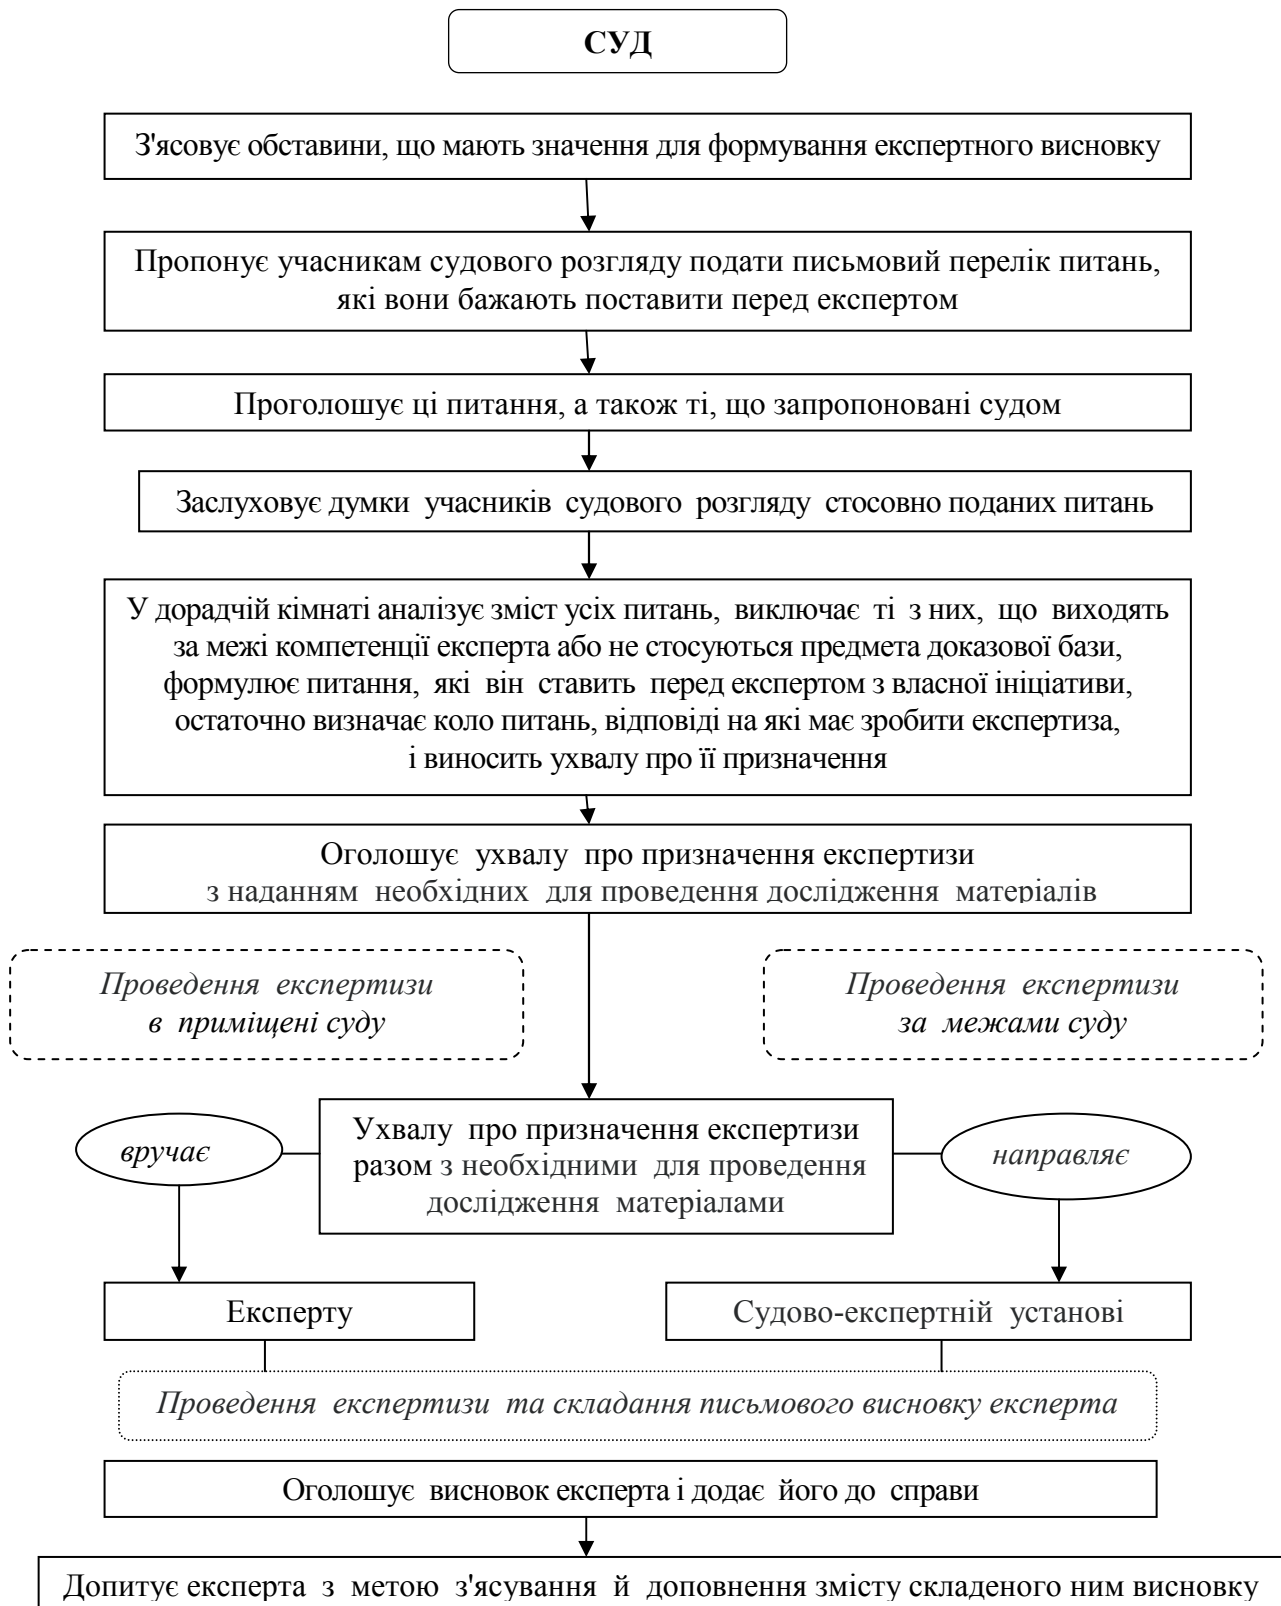 СУД
З'ясовує обставини, що мають значення для формування експертного висновку
Пропонує учасникам судового розгляду подати письмовий перелік питань,
які вони бажають поставити перед експертом
Проголошує ці питання, а також ті, що запропоновані судом
Заслуховує думки учасників судового розгляду стосовно поданих питань
У дорадчій кімнаті аналізує зміст усіх питань, виключає ті з них, що виходять
за межі компетенції експерта або не стосуються предмета доказової бази,
формулює питання, які він ставить перед експертом з власної ініціативи,
остаточно визначає коло питань, відповіді на які має зробити експертиза,
і виносить ухвалу про її призначення
Оголошує ухвалу про призначення експертизи
з наданням необхідних для проведення дослідження матеріалів
Проведення експертизи
в приміщені суду
Проведення експертизи
за межами суду
вручає
Ухвалу про призначення експертизи
разом з необхідними для проведення
дослідження матеріалами
направляє
Експерту
Судово-експертній установі
Проведення експертизи та складання письмового висновку експерта
Оголошує висновок експерта і додає його до справи
Допитує експерта з метою з'ясування й доповнення змісту складеного ним висновку